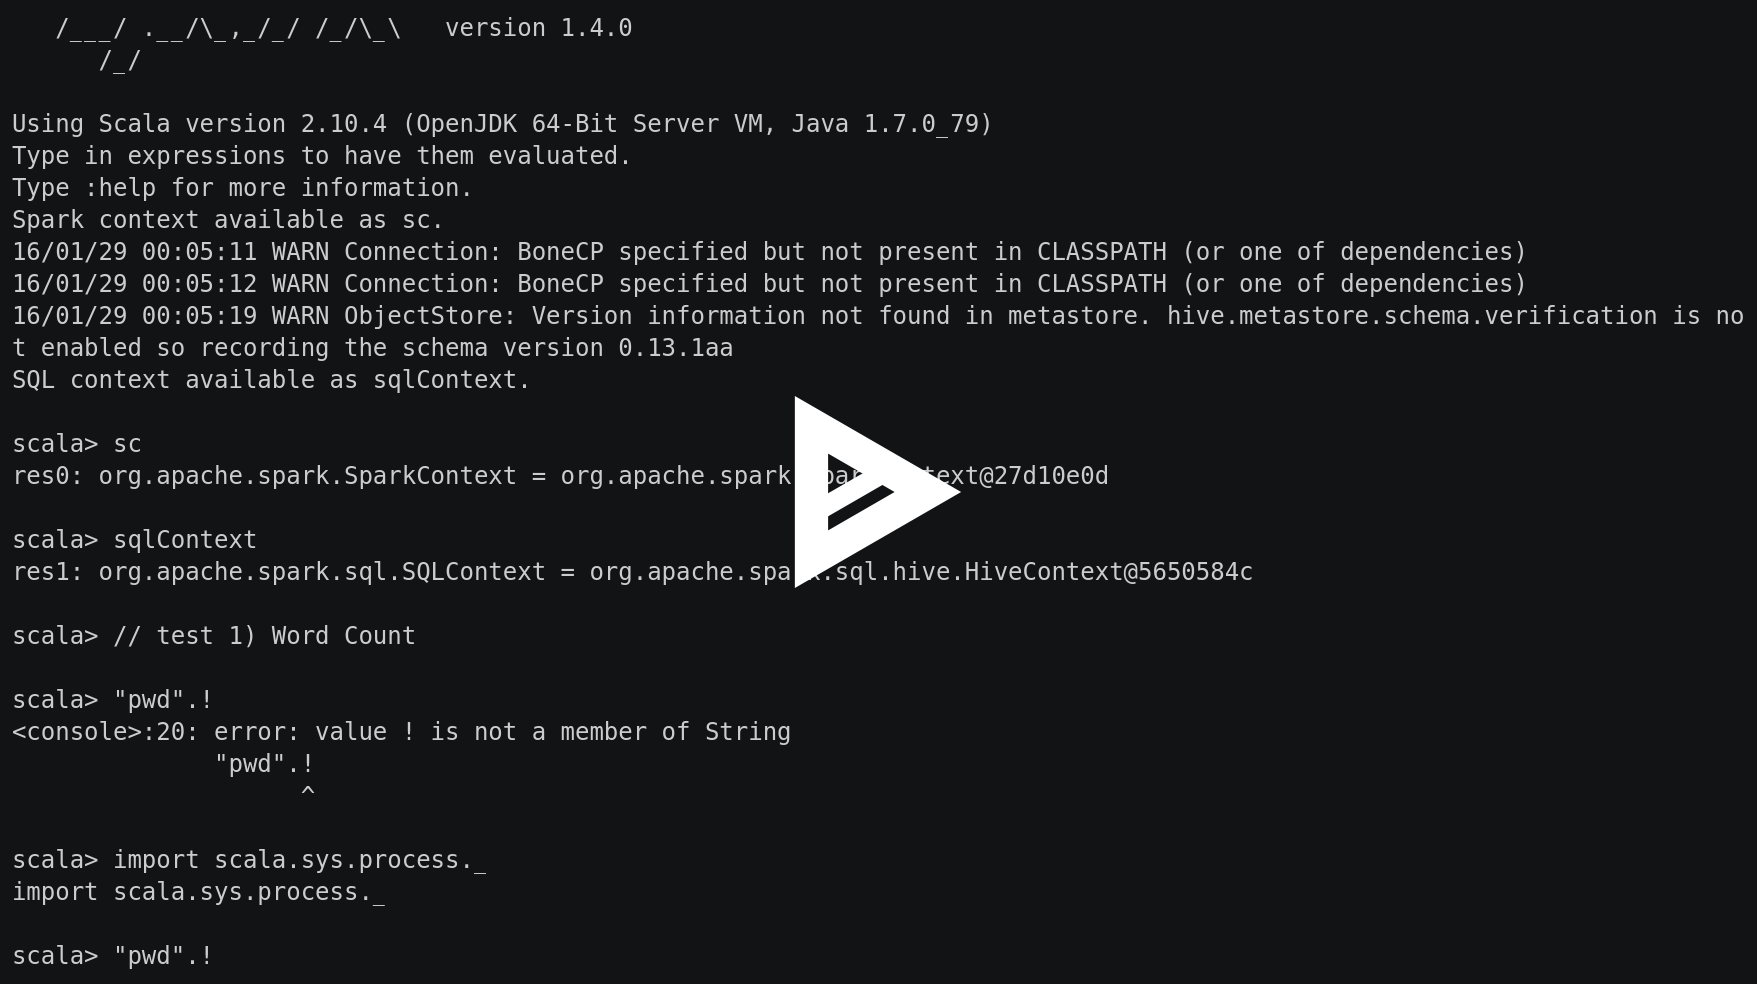 /___/ .__/\_,_/_/ /_/\_\   version 1.4.0
/_/
Using Scala version 2.10.4 (OpenJDK 64-Bit Server VM, Java 1.7.0_79)
Type in expressions to have them evaluated.
Type :help for more information.
Spark context available as sc.
16/01/29 00:05:11 WARN Connection: BoneCP specified but not present in CLASSPATH (or one of dependencies)
16/01/29 00:05:12 WARN Connection: BoneCP specified but not present in CLASSPATH (or one of dependencies)
16/01/29 00:05:19 WARN ObjectStore: Version information not found in metastore. hive.metastore.schema.verification is no
t enabled so recording the schema version 0.13.1aa
SQL context available as sqlContext.
scala> sc
res0: org.apache.spark.SparkContext = org.apache.spark ext@27d10e0d
scala> sqlContext
res1: org.apache.spark.sql.SQLContext = org.apache.spark.sql.hive.HiveContext@5650584c
scala> // test 1) Word Count
scala> "pwd".!
<console>:20: error: value ! is not a member of String
"pwd".!
^
scala> import scala.sys.process._
import scala.sys.process._
scala> "pwd".!